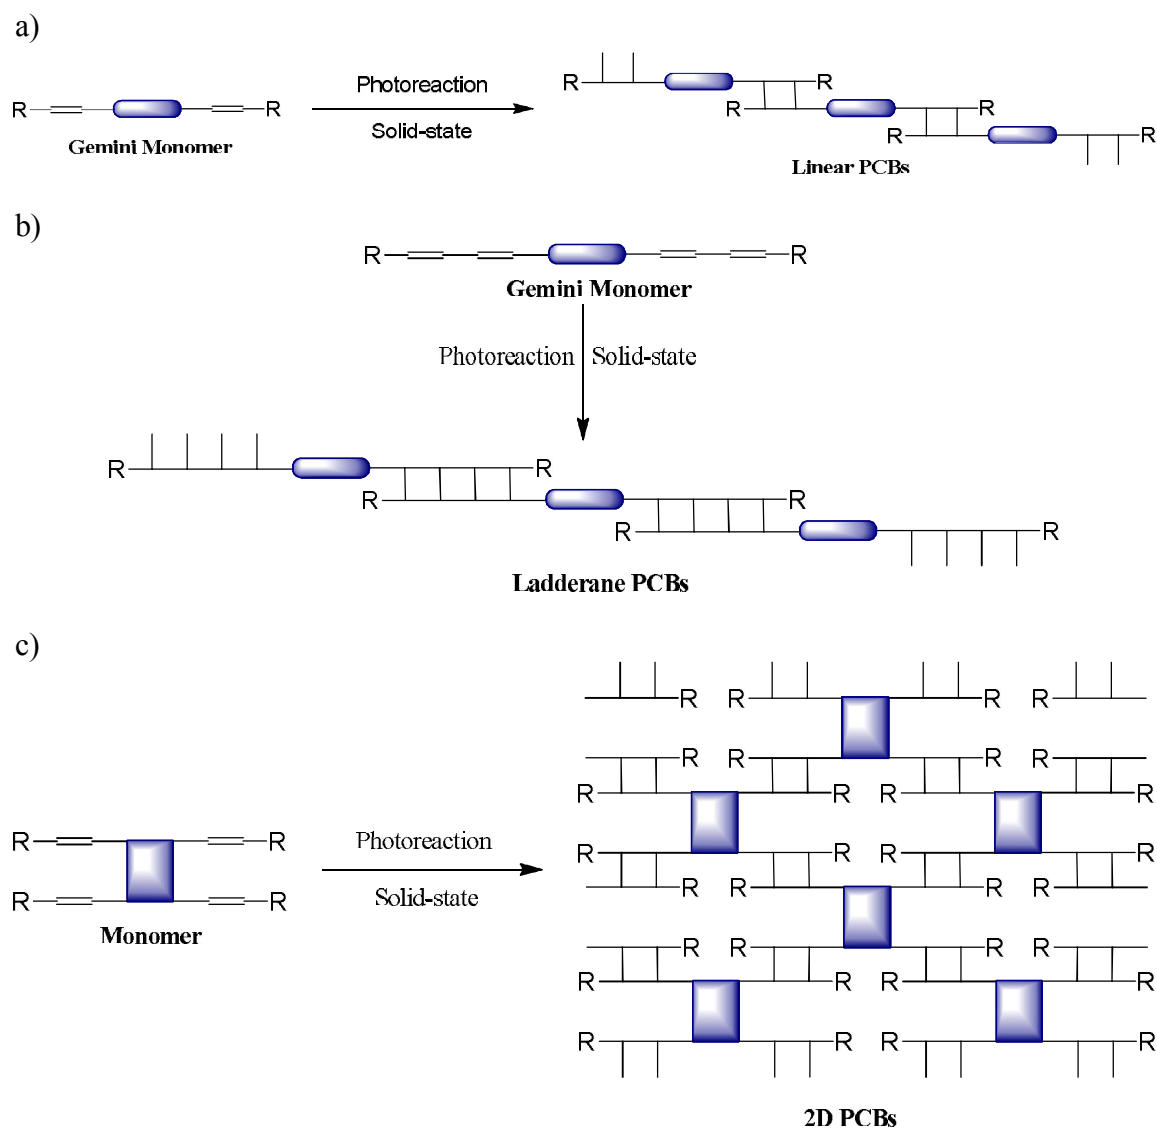 a)
R
R
Gemini Monomer
Photoreaction
Solid-state
R
R
R
R
R
R
Linear PCBs
b)
R
R
Gemini Monomer
Photoreaction
Solid-state
R
R
R
R
R
R
Ladderane PCBs
c)
R
R
R
R
Monomer
Photoreaction
Solid-state
R R R R
R R R R
R R R R
R R R R
R R R R
R R R R
R R R R
R R R R
2D PCBs